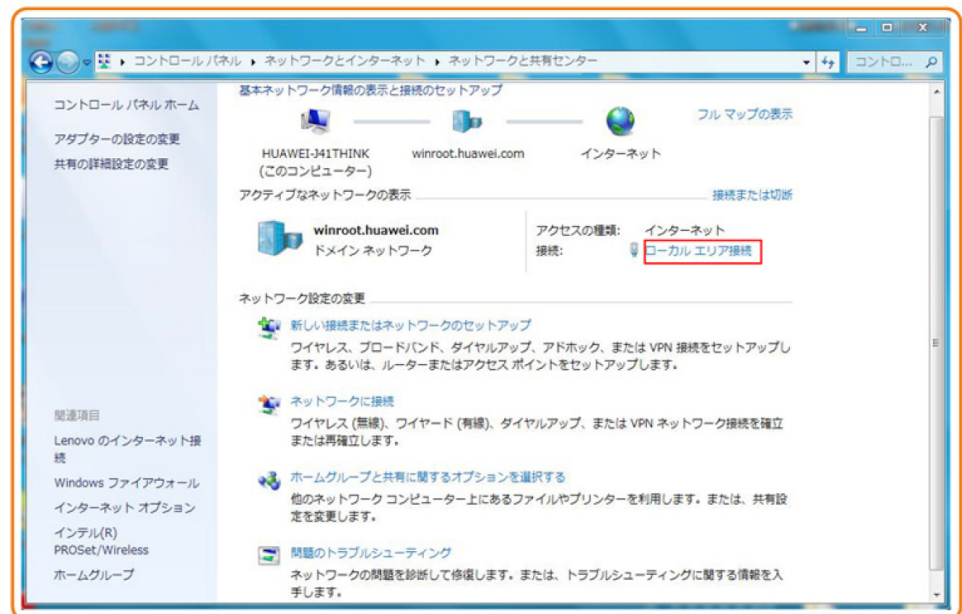 コントロール パネル ▸ ネットワークとインターネット ▸ ネットワークと共有センター
コントロ...
コントロール パネル ホーム
アダプターの設定の変更
共有の詳細設定の変更
基本ネットワーク情報の表示と接続のセットアップ
フル マップの表示
HUAWEI-J41THINK
(このコンピューター)
winroot.huawei.com
インターネット
アクティブなネットワークの表示
接続または切断
winroot.huawei.com
ドメイン ネットワーク
アクセスの種類: インターネット
接続: ローカル エリア接続
ネットワーク設定の変更
新しい接続またはネットワークのセットアップ
ワイヤレス、ブロードバンド、ダイヤルアップ、アドホック、または VPN 接続をセットアップし
ます。あるいは、ルーターまたはアクセス ポイントをセットアップします。
ネットワークに接続
ワイヤレス (無線)、ワイヤード (有線)、ダイヤルアップ、または VPN ネットワーク接続を確立
または再確立します。
ホームグループと共有に関するオプションを選択する
他のネットワーク コンピューター上にあるファイルやプリンターを利用します。または、共有設
定を変更します。
問題のトラブルシューティング
ネットワークの問題を診断して修復します。または、トラブルシューティングに関する情報を入
手します。
関連項目
Lenovo のインターネット接
続
Windows ファイアウォール
インターネット オプション
インテル(R)
PROSet/Wireless
ホームグループ